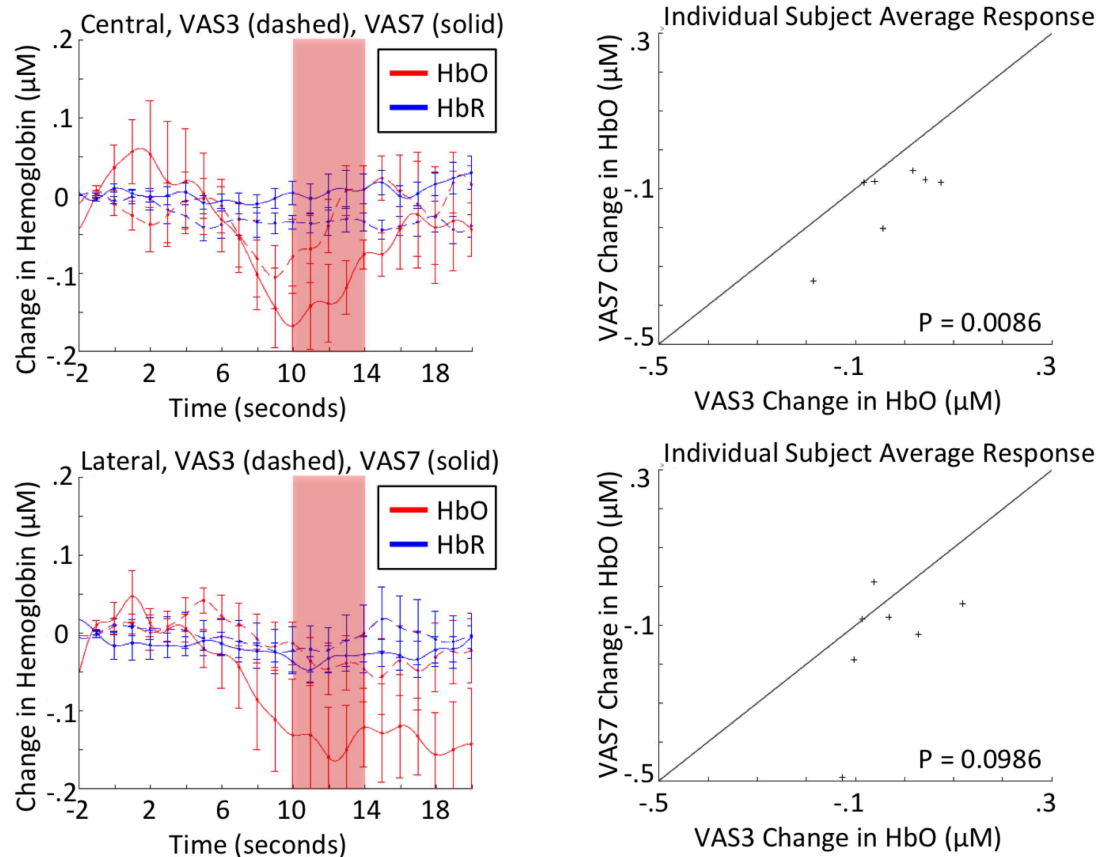 Central, VAS3 (dashed), VAS7 (solid)
Change in Hemoglobin (µM)
.2
.1
0
-.1
-.2
HbO
HbR
-2 2 6 10 14 18
Time (seconds)
Individual Subject Average Response
VAS7 Change in HbO (µM)
.3
-.1
-.5
P = 0.0086
-.5 -.1 .3
VAS3 Change in HbO (µM)
Lateral, VAS3 (dashed), VAS7 (solid)
Change in Hemoglobin (µM)
.2
.1
0
-.1
-.2
HbO
HbR
-2 2 6 10 14 18
Time (seconds)
Individual Subject Average Response
VAS7 Change in HbO (µM)
.3
-.1
-.5
P = 0.0986
-.5 -.1 .3
VAS3 Change in HbO (µM)